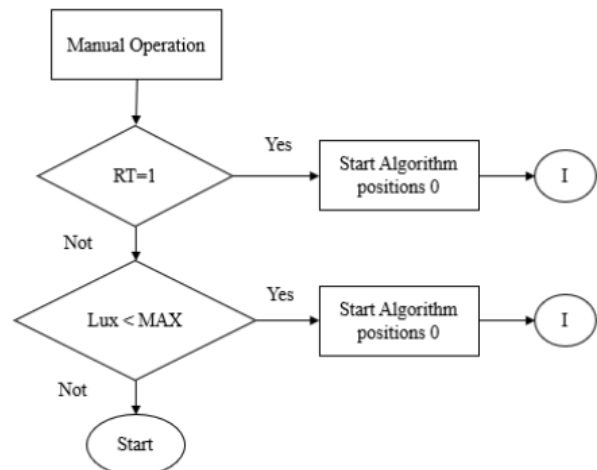 Manual Operation
Yes
RT=1
Start Algorithm
positions 0
I
Not
Yes
Lux < MAX
Start Algorithm
positions 0
I
Not
Start